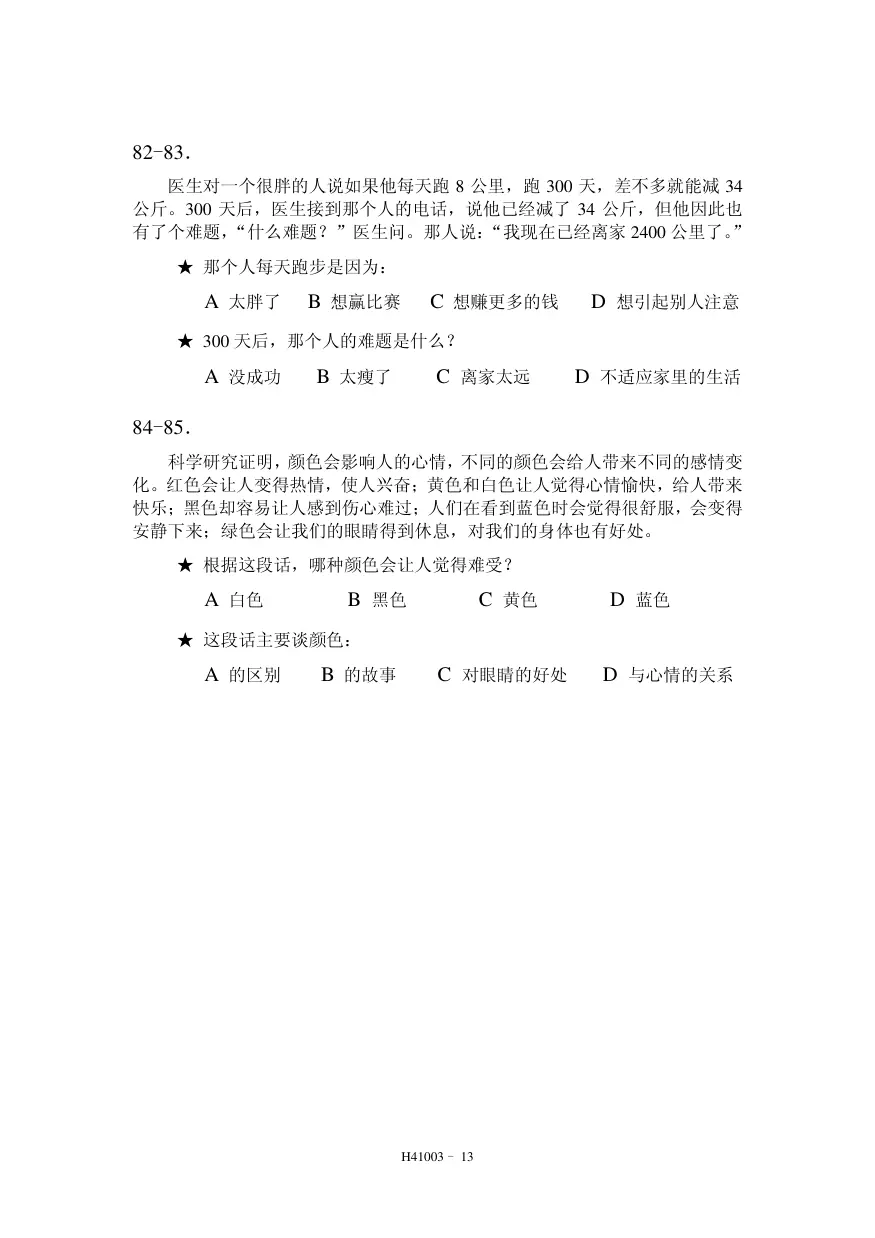 82-83．
医生对一个很胖的人说如果他每天跑 8 公里，跑 300 天，差不多就能减 34
公斤。300 天后，医生接到那个人的电话，说他已经减了 34 公斤，但他因此也
有了个难题，“什么难题？”医生问。那人说：“我现在已经离家 2400 公里了。”
★ 那个人每天跑步是因为：
A 太胖了 B 想赢比赛 C 想赚更多的钱 D 想引起别人注意
★ 300 天后，那个人的难题是什么？
A 没成功 B 太瘦了 C 离家太远 D 不适应家里的生活
84-85．
科学研究证明，颜色会影响人的心情，不同的颜色会给人带来不同的感情变
化。红色会让人变得热情，使人兴奋；黄色和白色让人觉得心情愉快，给人带来
快乐；黑色却容易让人感到伤心难过；人们在看到蓝色时会觉得很舒服，会变得
安静下来；绿色会让我们的眼睛得到休息，对我们的身体也有好处。
★ 根据这段话，哪种颜色会让人觉得难受？
A 白色 B 黑色 C 黄色 D 蓝色
★ 这段话主要谈颜色：
A 的区别 B 的故事 C 对眼睛的好处 D 与心情的关系
H41003﹣ 13